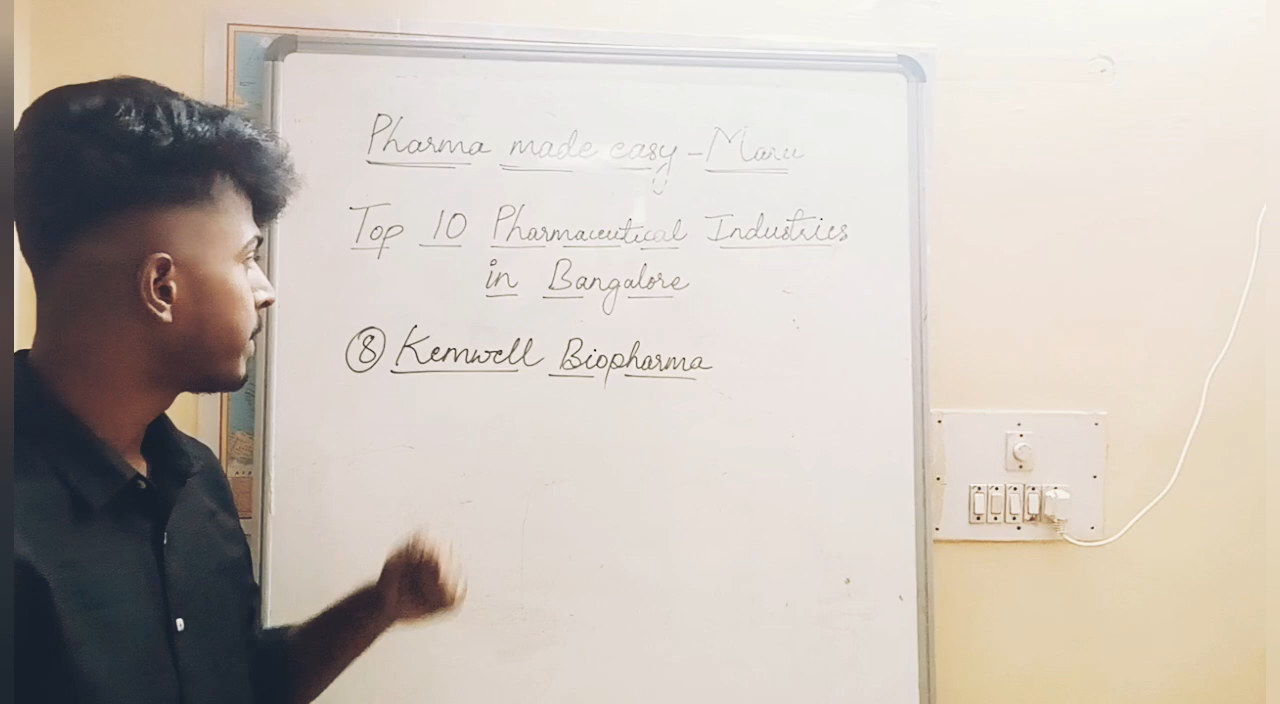 Pharma made easy - Manu
Top 10 Pharmaceutical Industries
in Bangalore
⑧ Kemwell Biopharma